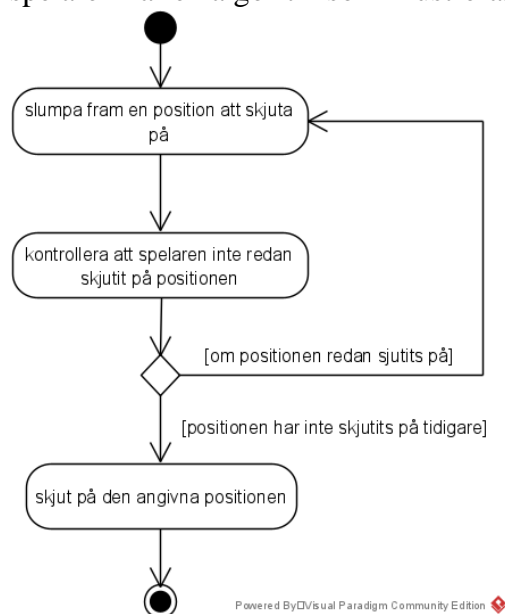 slumpa fram en position att skjuta
på
kontrollera att spelaren inte redan
skjutit på positionen
[om positionen redan sjutits på]
[positionen har inte skjutits på tidigare]
skjut på den angivna positionen
Powered By Visual Paradigm Community Edition